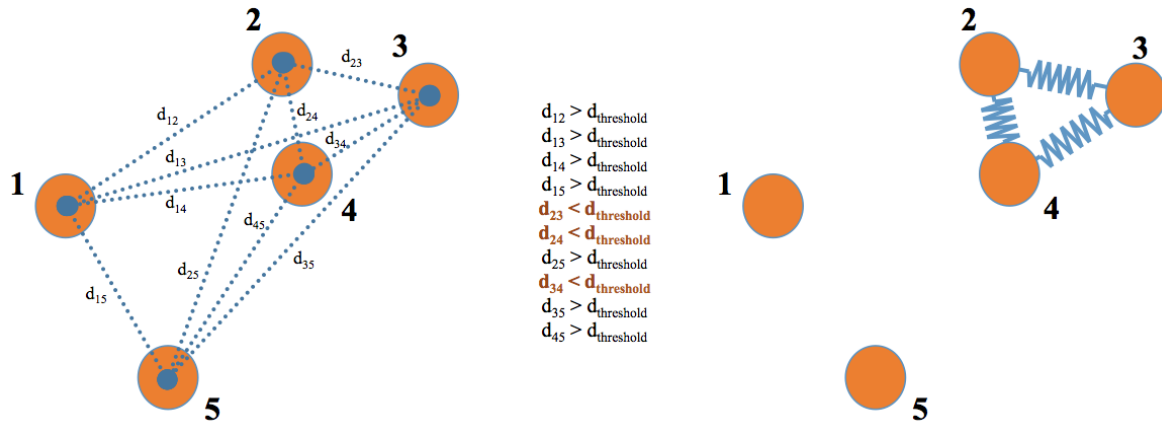 2
3
d23
d12
d24
d13
d34
1
d14
4
d45
d25
d35
d15
5
d12 > dthreshold
d13 > dthreshold
d14 > dthreshold
d15 > dthreshold
d23 < dthreshold
d24 < dthreshold
d25 > dthreshold
d34 < dthreshold
d35 > dthreshold
d45 > dthreshold
2
3
1
4
5